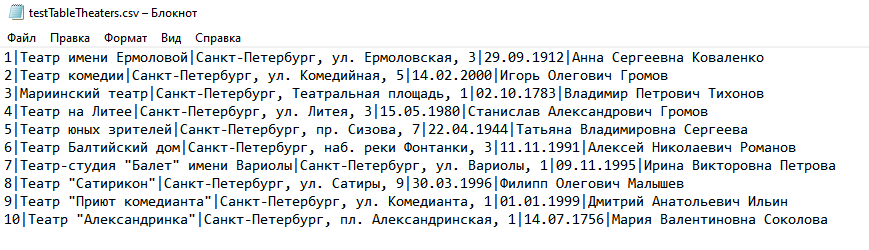 testTableTheaters.csv – Блокнот
Файл Правка Формат Вид Справка
1|Театр имени Ермоловой|Санкт-Петербург, ул. Ермоловская, 3|29.09.1912|Анна Сергеевна Коваленко
2|Театр комедии|Санкт-Петербург, ул. Комедийная, 5|14.02.2000|Игорь Олегович Громов
3|Мариинский театр|Санкт-Петербург, Театральная площадь, 1|02.10.1783|Владимир Петрович Тихонов
4|Театр на Литее|Санкт-Петербург, ул. Литея, 3|15.05.1980|Станислав Александрович Громов
5|Театр юных зрителей|Санкт-Петербург, пр. Сизова, 7|22.04.1944|Татьяна Владимировна Сергеева
6|Театр Балтийский дом|Санкт-Петербург, наб. реки Фонтанки, 3|11.11.1991|Алексей Николаевич Романов
7|Театр-студия "Балет" имени Вариолы|Санкт-Петербург, ул. Вариолы, 1|09.11.1995|Ирина Викторовна Петрова
8|Театр "Сатирикон"|Санкт-Петербург, ул. Сатиры, 9|30.03.1996|Филипп Олегович Малышев
9|Театр "Приют комедианта"|Санкт-Петербург, ул. Комедианта, 1|01.01.1999|Дмитрий Анатольевич Ильин
10|Театр "Александринка"|Санкт-Петербург, пл. Александринская, 1|14.07.1756|Мария Валентиновна Соколова